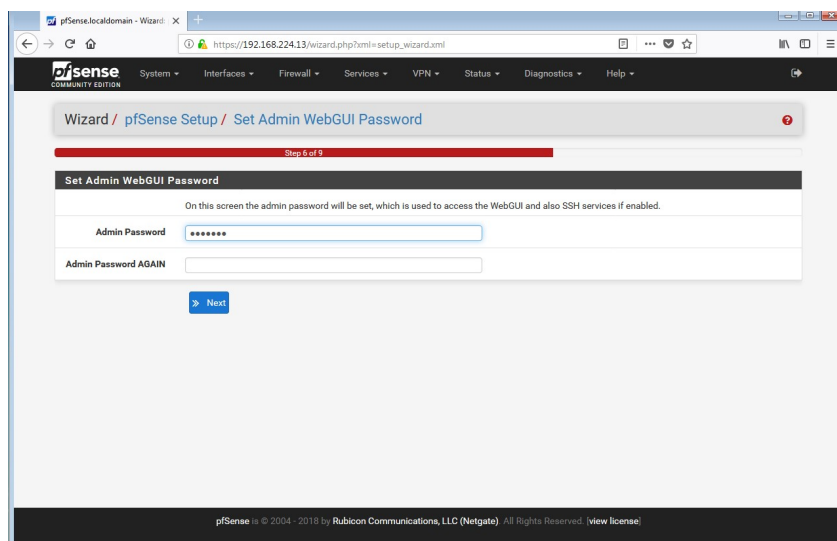 pfSense.localdomain - Wizard:
https://192.168.224.13/wizard.php?xml=setup_wizard.xml
pfsense
COMMUNITY EDITION
System
Interfaces
Firewall
Services
VPN
Status
Diagnostics
Help
Wizard / pfSense Setup / Set Admin WebGUI Password
Step 6 of 9
Set Admin WebGUI Password
On this screen the admin password will be set, which is used to access the WebGUI and also SSH services if enabled.
Admin Password
•••••••
Admin Password AGAIN
Next
pfSense is © 2004 - 2018 by Rubicon Communications, LLC (Netgate). All Rights Reserved. [view license]